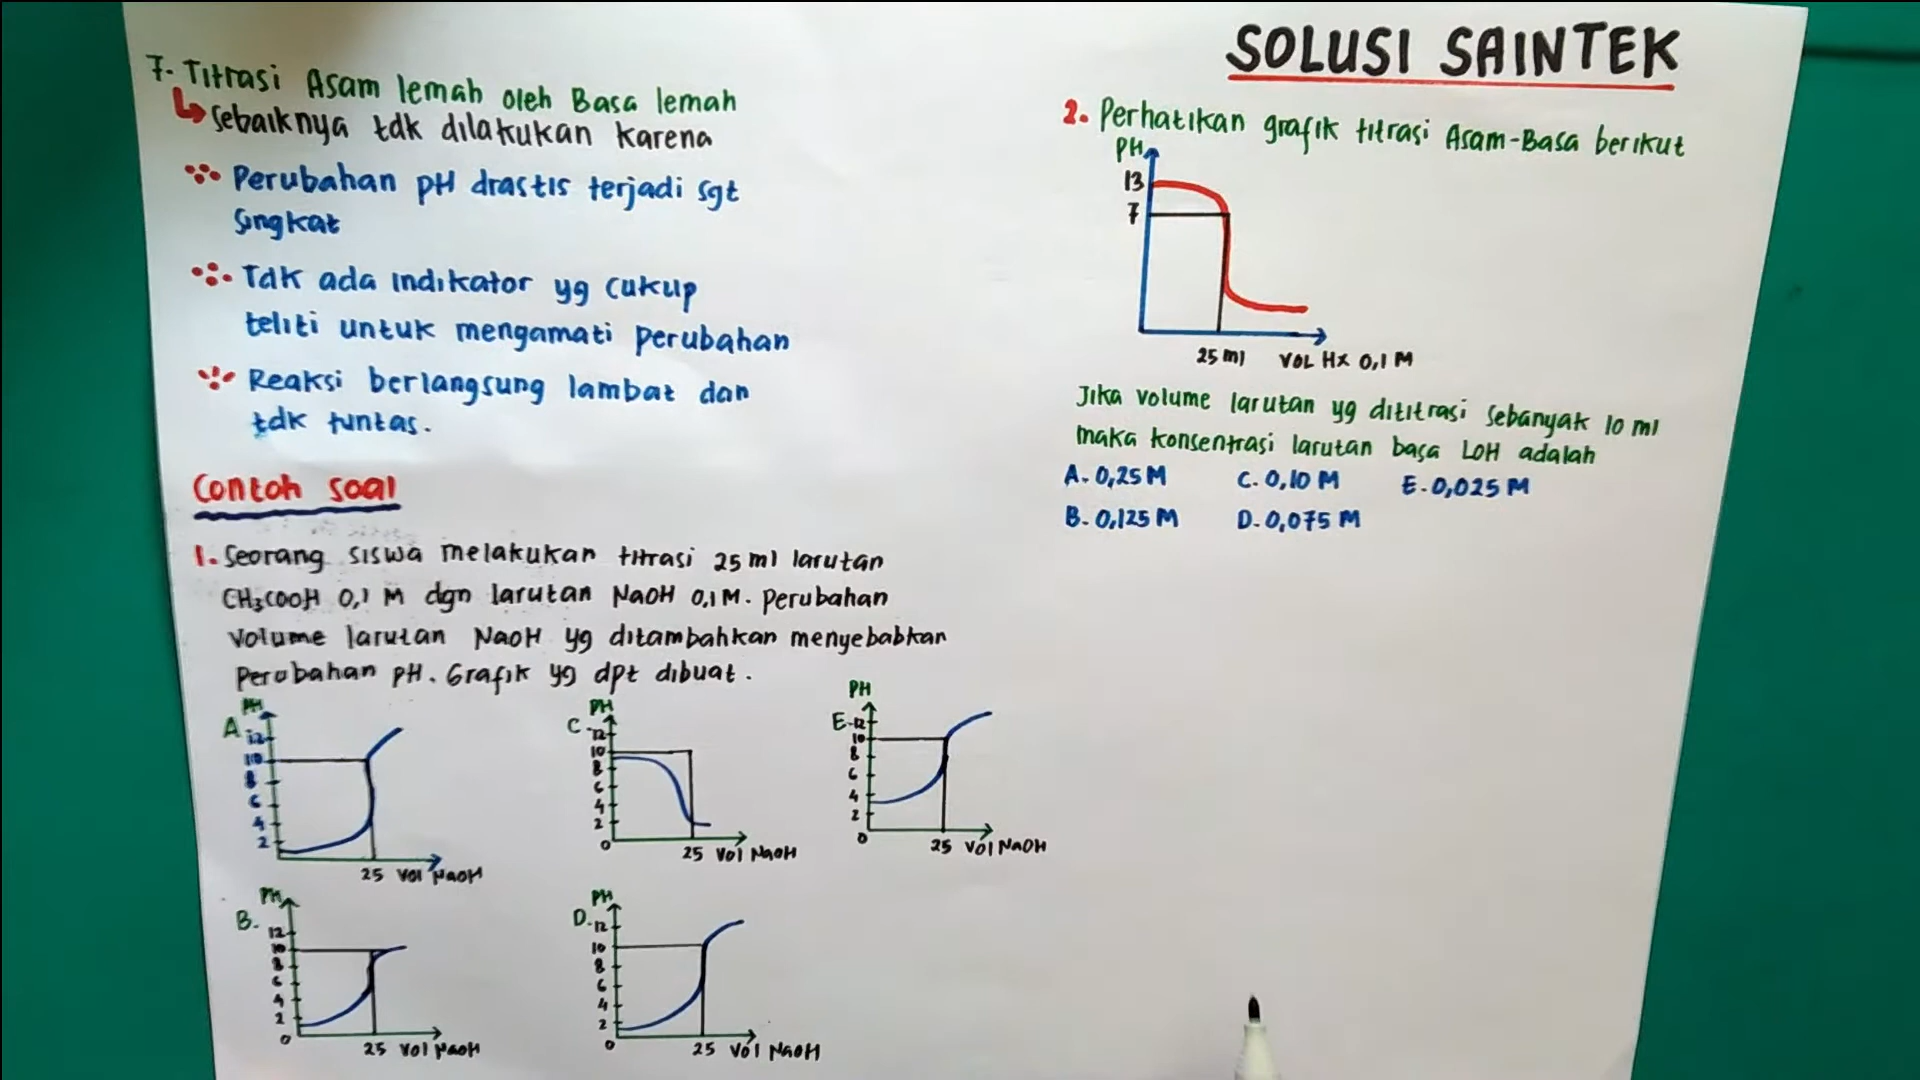 7. Titrasi Asam lemah oleh Basa lemah
sebaiknya tdk dilakukan karena
Perubahan pH drastis terjadi sgt
singkat
Tdk ada indikator yg cukup
teliti untuk mengamati perubahan
Reaksi berlangsung lambat dan
tdk tuntas.
Contoh soal
1. Seorang siswa melakukan titrasi 25 ml larutan
CH₃COOH 0,1 M dgn larutan NaOH 0,1 M. Perubahan
Volume larutan NaOH yg ditambahkan menyebabkan
Perubahan pH. Grafik yg dpt dibuat.
A.
PH
12
10
8
6
4
2
25 Vol NaOH
B.
PH
12
10
8
6
4
2
0
25 Vol NaOH
C.
PH
12
10
8
6
4
2
0
25 Vol NaOH
D.
PH
12
10
8
6
4
2
0
25 Vol NaOH
E.
PH
12
10
8
6
4
2
0
25 Vol NaOH
SOLUSI SAINTEK
2. Perhatikan grafik titrasi Asam-Basa berikut
PH
13
7
25 ml VOL HX 0,1 M
Jika volume larutan yg dititrasi sebanyak 10 ml
maka konsentrasi larutan basa LOH adalah
A. 0,25 M C. 0,10 M E. 0,025 M
B. 0,125 M D. 0,075 M